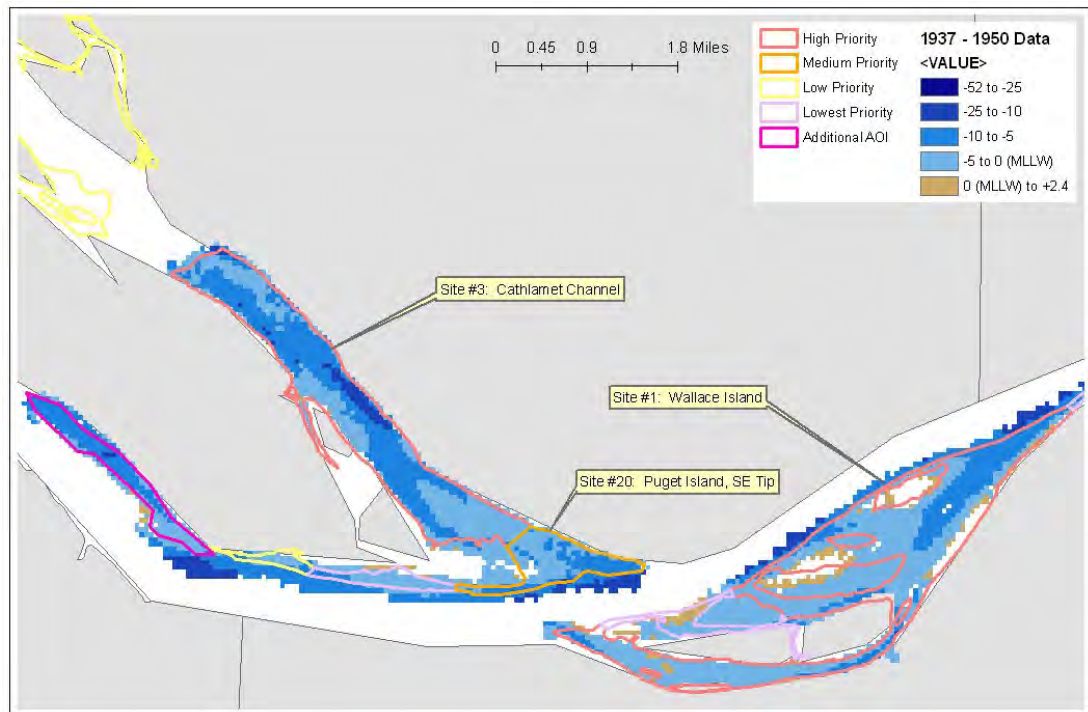 0 0.45 0.9 1.8 Miles
High Priority
Medium Priority
Low Priority
Lowest Priority
Additional AOI
1937 - 1950 Data
<VALUE>
-52 to -25
-25 to -10
-10 to -5
-5 to 0 (MLLW)
0 (MLLW) to +2.4
Site #3: Cathlamet Channel
Site #1: Wallace Island
Site #20: Puget Island, SE Tip